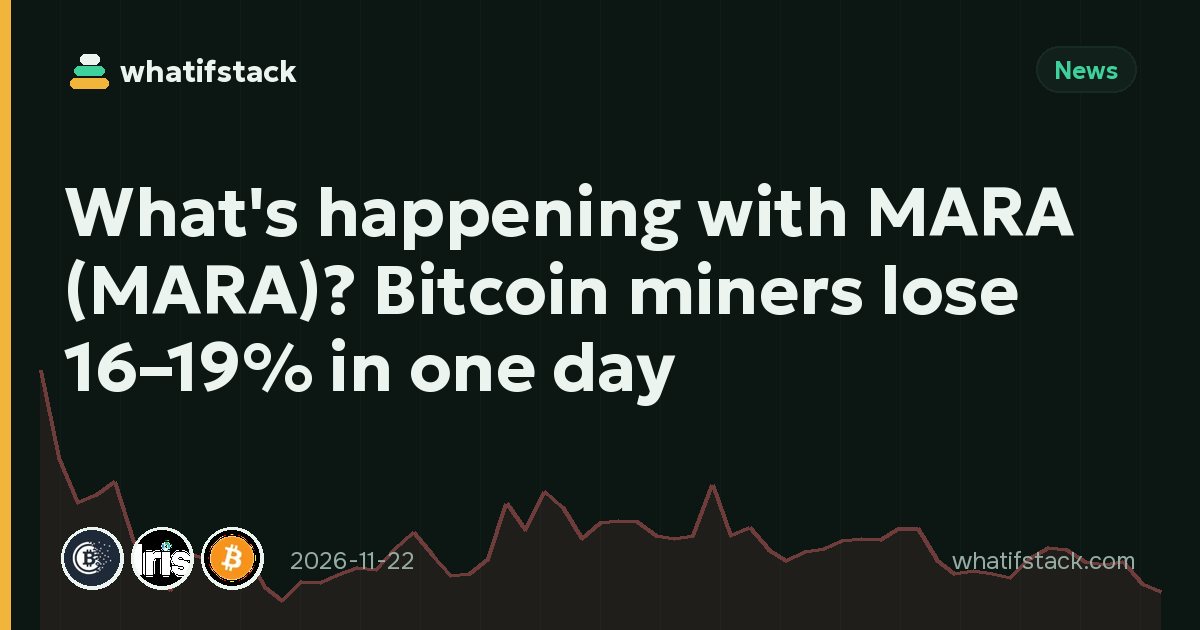 whatifstack
News
What's happening with MARA
(MARA)? Bitcoin miners lose
16–19% in one day
Iris
2026-11-22
whatifstack.com